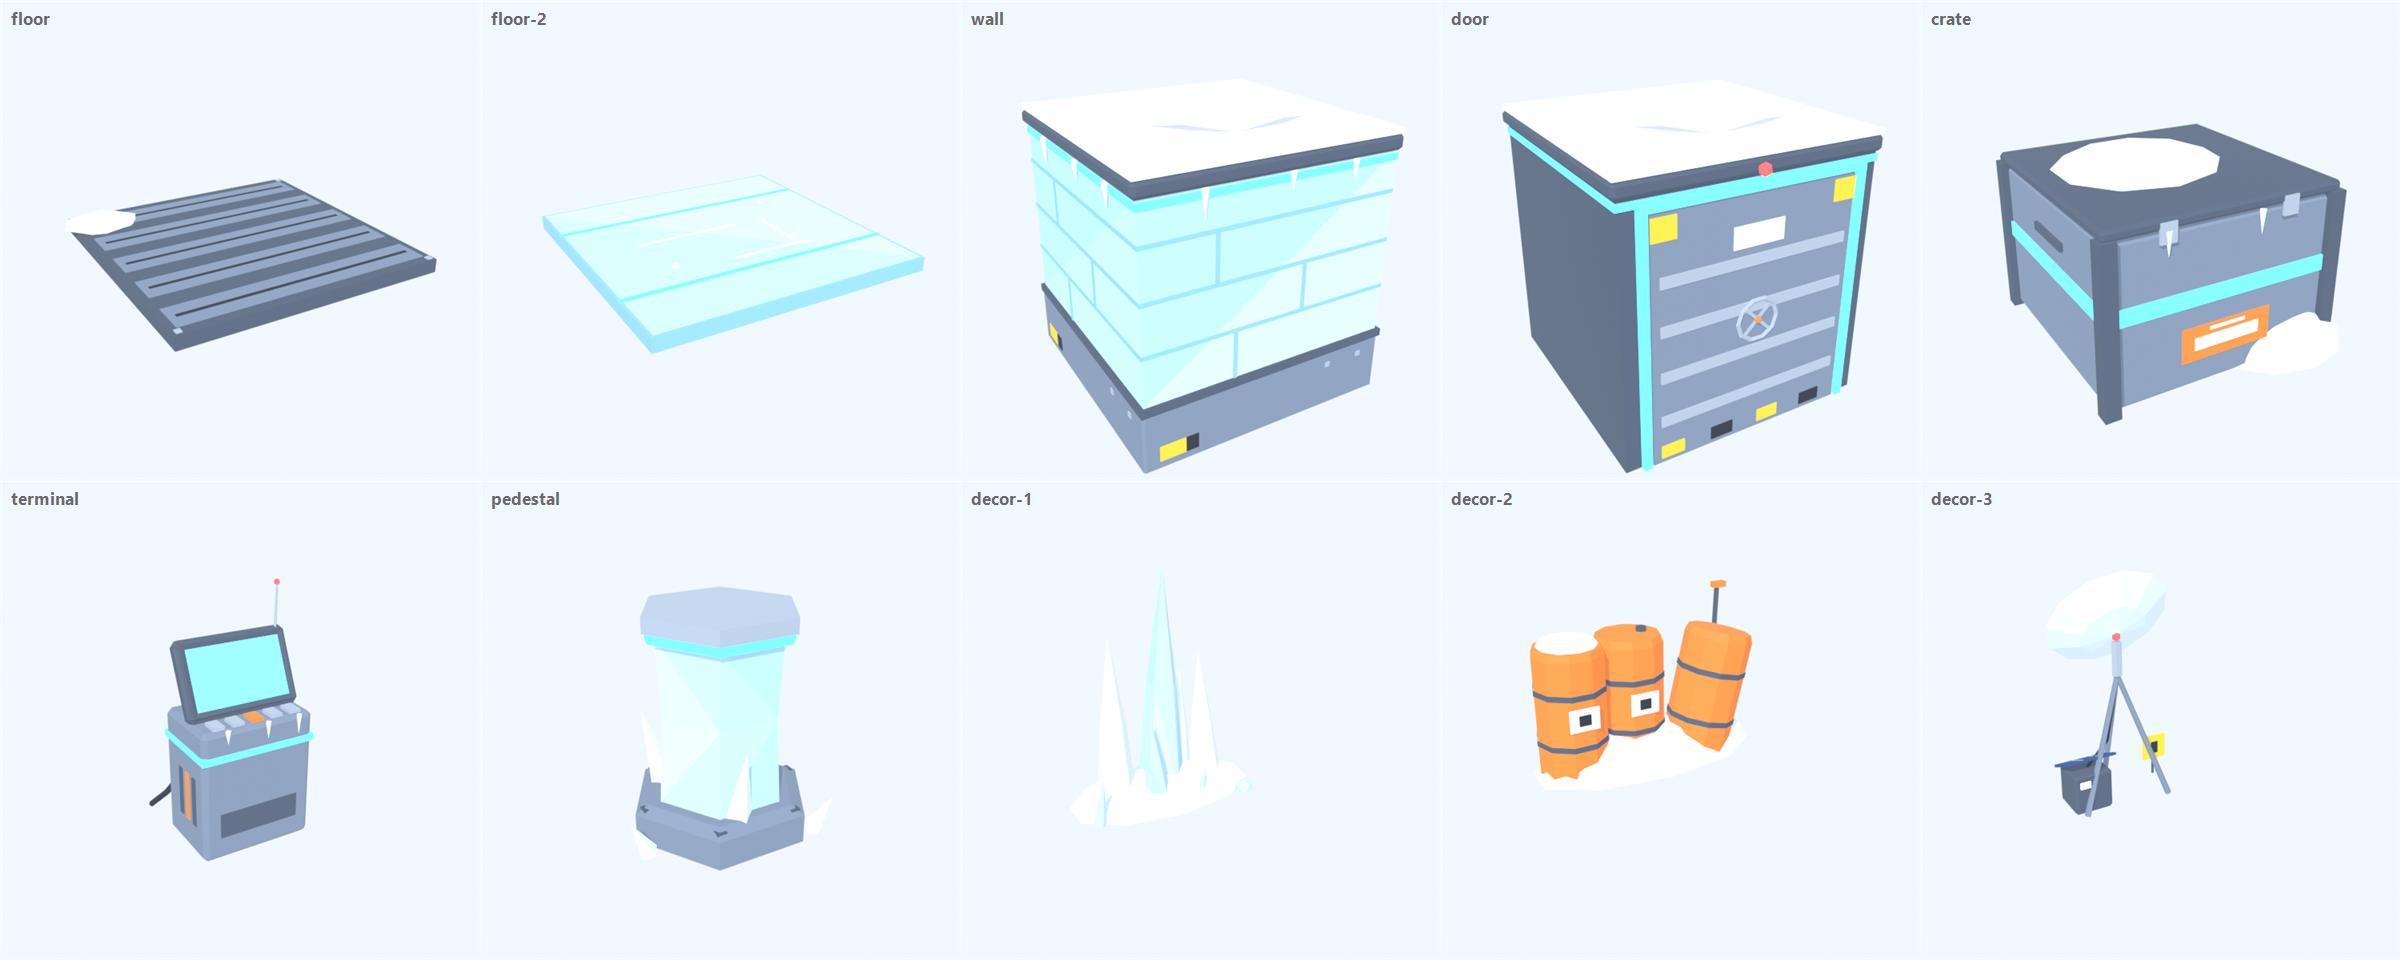 floor
floor-2
wall
door
crate
terminal
pedestal
decor-1
decor-2
decor-3